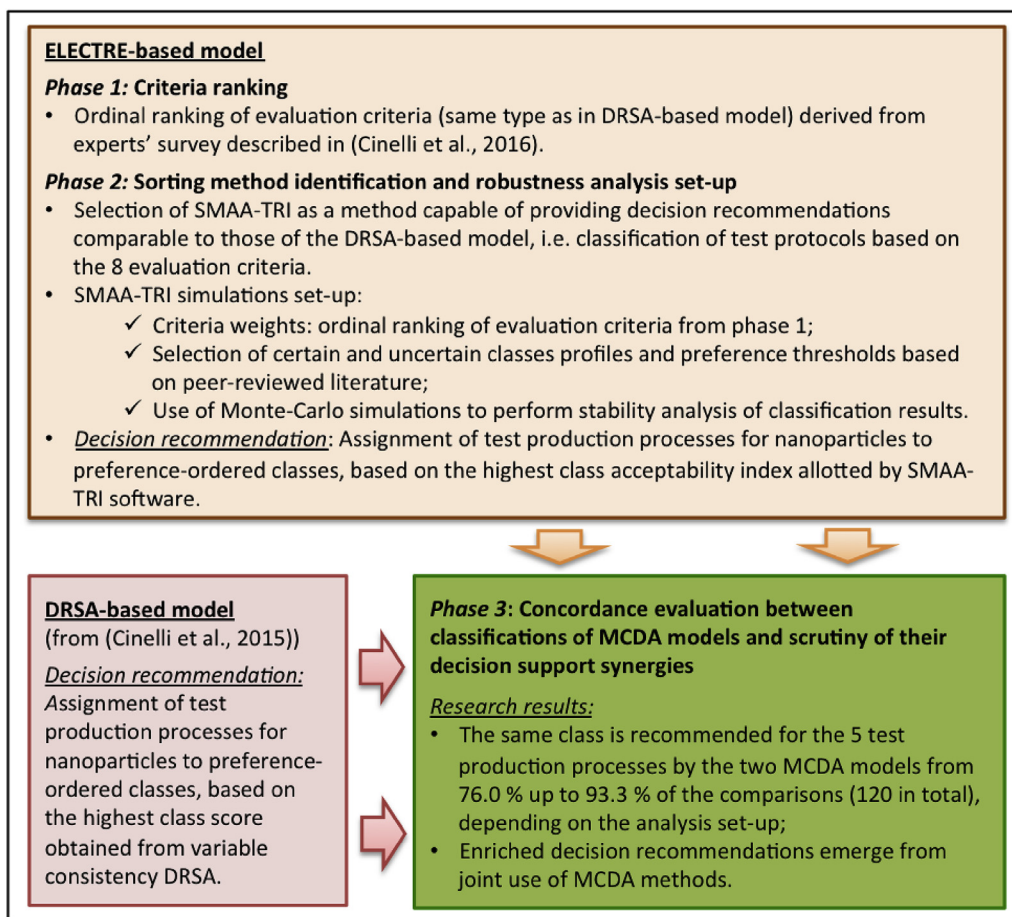 ELECTRE-based model
Phase 1: Criteria ranking
• Ordinal ranking of evaluation criteria (same type as in DRSA-based model) derived from
experts’ survey described in (Cinelli et al., 2016).
Phase 2: Sorting method identification and robustness analysis set-up
• Selection of SMAA-TRI as a method capable of providing decision recommendations
comparable to those of the DRSA-based model, i.e. classification of test protocols based on
the 8 evaluation criteria.
• SMAA-TRI simulations set-up:
✓ Criteria weights: ordinal ranking of evaluation criteria from phase 1;
✓ Selection of certain and uncertain classes profiles and preference thresholds based
on peer-reviewed literature;
✓ Use of Monte-Carlo simulations to perform stability analysis of classification results.
• Decision recommendation: Assignment of test production processes for nanoparticles to
preference-ordered classes, based on the highest class acceptability index allotted by SMAA-
TRI software.
DRSA-based model
(from (Cinelli et al., 2015))
Decision recommendation:
Assignment of test
production processes for
nanoparticles to preference-
ordered classes, based on
the highest class score
obtained from variable
consistency DRSA.
Phase 3: Concordance evaluation between
classifications of MCDA models and scrutiny of their
decision support synergies
Research results:
• The same class is recommended for the 5 test
production processes by the two MCDA models from
76.0 % up to 93.3 % of the comparisons (120 in total),
depending on the analysis set-up;
• Enriched decision recommendations emerge from
joint use of MCDA methods.